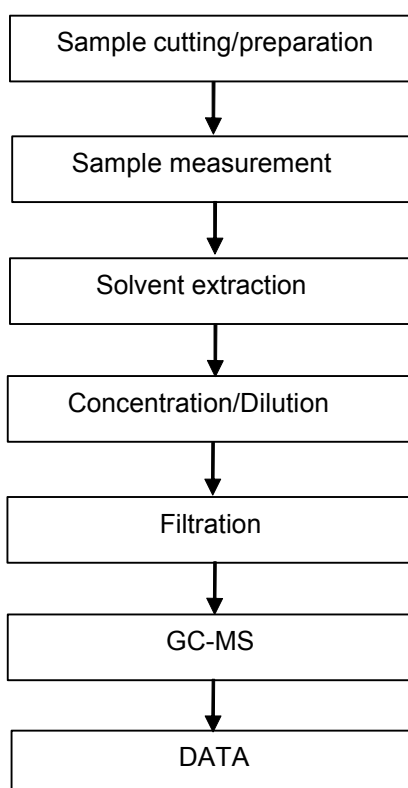 Sample cutting/preparation
Sample measurement
Solvent extraction
Concentration/Dilution
Filtration
GC-MS
DATA